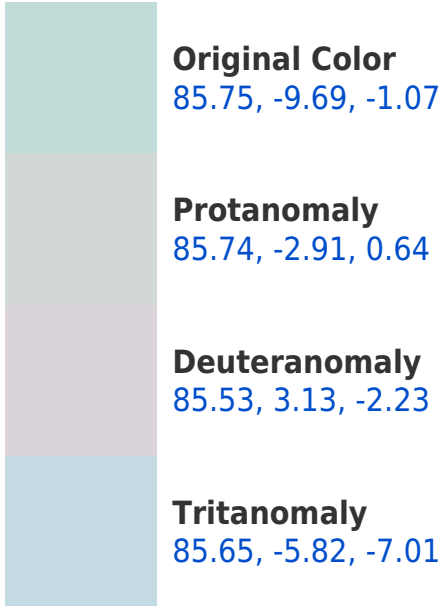 Original Color
85.75, -9.69, -1.07
Protanomaly
85.74, -2.91, 0.64
Deuteranomaly
85.53, 3.13, -2.23
Tritanomaly
85.65, -5.82, -7.01